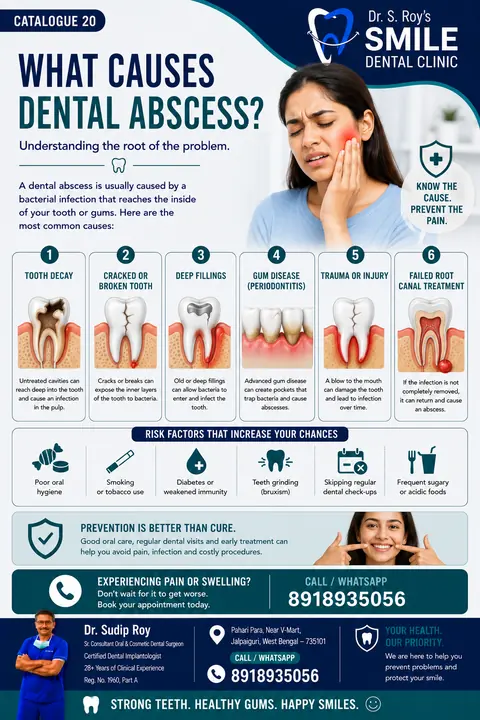 CATALOGUE 20
Dr. S. Roy's
SMILE
DENTAL CLINIC
WHAT CAUSES
DENTAL ABSCESS?
Understanding the root of the problem.
A dental abscess is usually caused by a
bacterial infection that reaches the inside
of your tooth or gums. Here are the
most common causes:
KNOW THE
CAUSE.
PREVENT THE
PAIN.
1
TOOTH DECAY
Untreated cavities can
reach deep into the tooth
and cause an infection
in the pulp.
2
CRACKED OR
BROKEN TOOTH
Cracks or breaks can
expose the inner layers
of the tooth to bacteria.
3
DEEP FILLINGS
Old or deep fillings
can allow bacteria to
enter and infect the
tooth.
4
GUM DISEASE
(PERIODONTITIS)
Advanced gum disease
can create pockets that
trap bacteria and cause
abscesses.
5
TRAUMA OR INJURY
A blow to the mouth
can damage the tooth
and lead to infection
over time.
6
FAILED ROOT
CANAL TREATMENT
If the infection is not
completely removed,
it can return and cause
an abscess.
RISK FACTORS THAT INCREASE YOUR CHANCES
Poor oral
hygiene
Smoking
or tobacco use
Diabetes or
weakened immunity
Teeth grinding
(bruxism)
Skipping regular
dental check-ups
Frequent sugary
or acidic foods
PREVENTION IS BETTER THAN CURE.
Good oral care, regular dental visits and early treatment can
help you avoid pain, infection and costly procedures.
EXPERIENCING PAIN OR SWELLING?
Don't wait for it to get worse.
Book your appointment today.
CALL / WHATSAPP
8918935056
Dr. Sudip Roy
Sr. Consultant Oral & Cosmetic Dental Surgeon
Certified Dental Implantologist
28+ Years of Clinical Experience
Reg. No. 1960, Part A
Pahari Para, Near V-Mart,
Jalpaiguri, West Bengal – 735101
CALL / WHATSAPP
8918935056
YOUR HEALTH.
OUR PRIORITY.
We are here to help you
prevent problems and
protect your smile.
STRONG TEETH. HEALTHY GUMS. HAPPY SMILES.